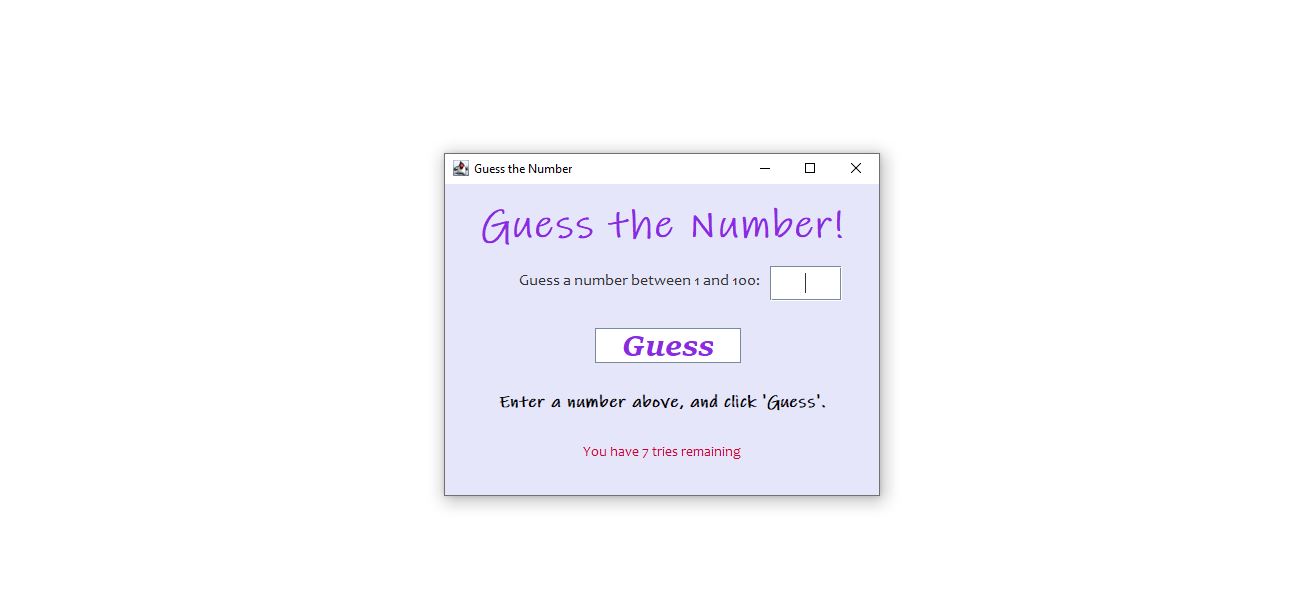 Guess the Number
Guess the Number!
Guess a number between 1 and 100:
Guess
Enter a number above, and click 'Guess'.
You have 7 tries remaining